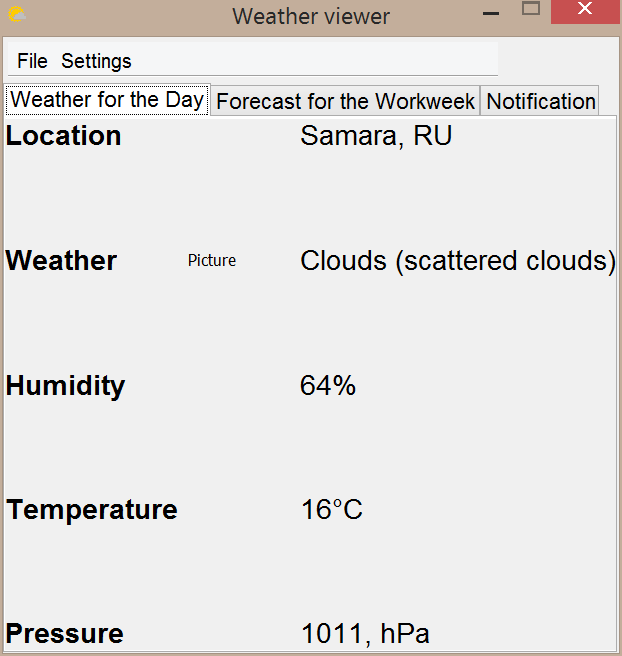 Weather viewer
File Settings
Weather for the Day Forecast for the Workweek Notification
Location Samara, RU
Weather Picture Clouds (scattered clouds)
Humidity 64%
Temperature 16°C
Pressure 1011, hPa